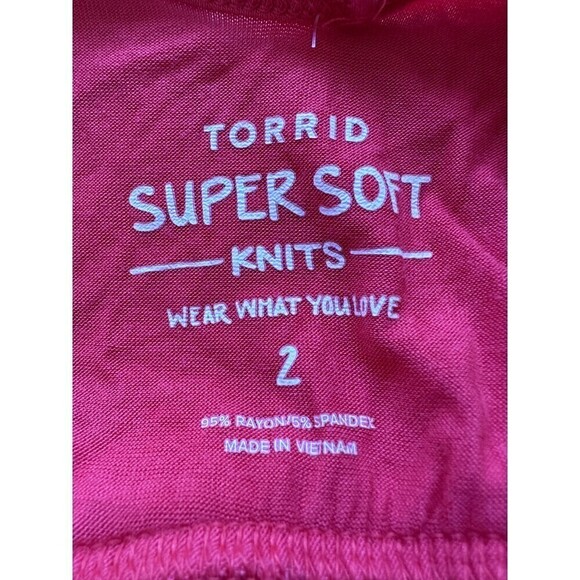 TORRID
SUPER SOFT
KNITS
WEAR WHAT YOU LOVE
2
95% RAYON/5% SPANDEX
MADE IN VIETNAM